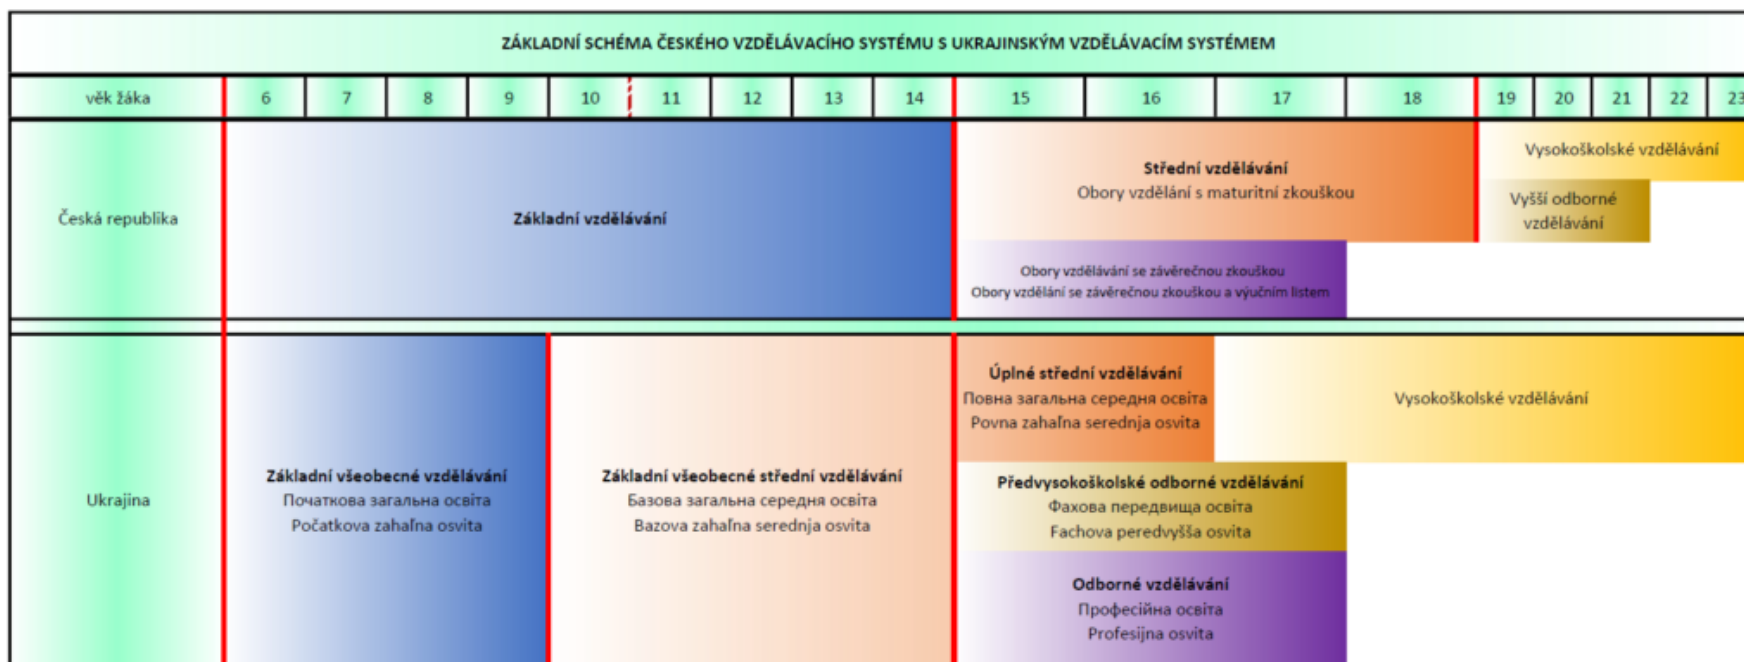 ZÁKLADNÍ SCHÉMA ČESKÉHO VZDĚLÁVACÍHO SYSTÉMU S UKRAJINSKÝM VZDĚLÁVACÍM SYSTÉMEM
věk žáka 6 7 8 9 10 11 12 13 14 15 16 17 18 19 20 21 22 23
Česká republika
Základní vzdělávání
Střední vzdělávání
Obory vzdělání s maturitní zkouškou
Obory vzdělávání se závěrečnou zkouškou
Obory vzdělání se závěrečnou zkouškou a výučním listem
Vysokoškolské vzdělávání
Vyšší odborné
vzdělávání
Ukrajina
Základní všeobecné vzdělávání
Початкова загальна освіта
Počatkova zahaľna osvita
Základní všeobecné střední vzdělávání
Базова загальна середня освіта
Bazova zahaľna serednja osvita
Úplné střední vzdělávání
Повна загальна середня освіта
Povna zahaľna serednja osvita
Vysokoškolské vzdělávání
Předvysokoškolské odborné vzdělávání
Фахова передвища освіта
Fachova peredvyšša osvita
Odborné vzdělávání
Професійна освіта
Profesijna osvita